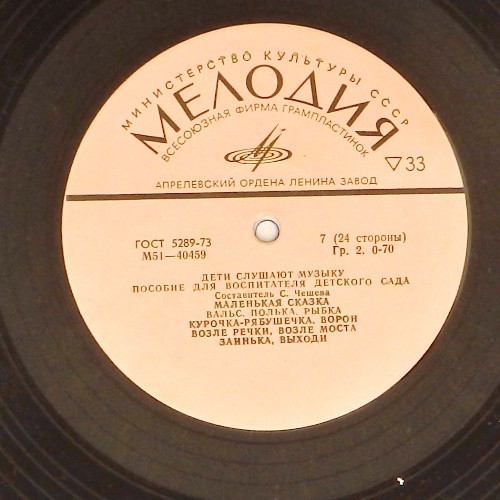 МИНИСТЕРСТВО КУЛЬТУРЫ СССР
МЕЛОДИЯ
ВСЕСОЮЗНАЯ ФИРМА ГРАМПЛАСТИНОК
33
АПРЕЛЕВСКИЙ ОРДЕНА ЛЕНИНА ЗАВОД
ГОСТ 5289-73
М51—40459
7 (24 стороны)
Гр. 2. 0-70
ДЕТИ СЛУШАЮТ МУЗЫКУ
ПОСОБИЕ ДЛЯ ВОСПИТАТЕЛЯ ДЕТСКОГО САДА
Составитель С. Чешева
МАЛЕНЬКАЯ СКАЗКА
ВАЛЬС, ПОЛЬКА, РЫБКА
КУРОЧКА-РЯБУШЕЧКА, ВОРОН
ВОЗЛЕ РЕЧКИ, ВОЗЛЕ МОСТА
ЗАИНЬКА, ВЫХОДИ